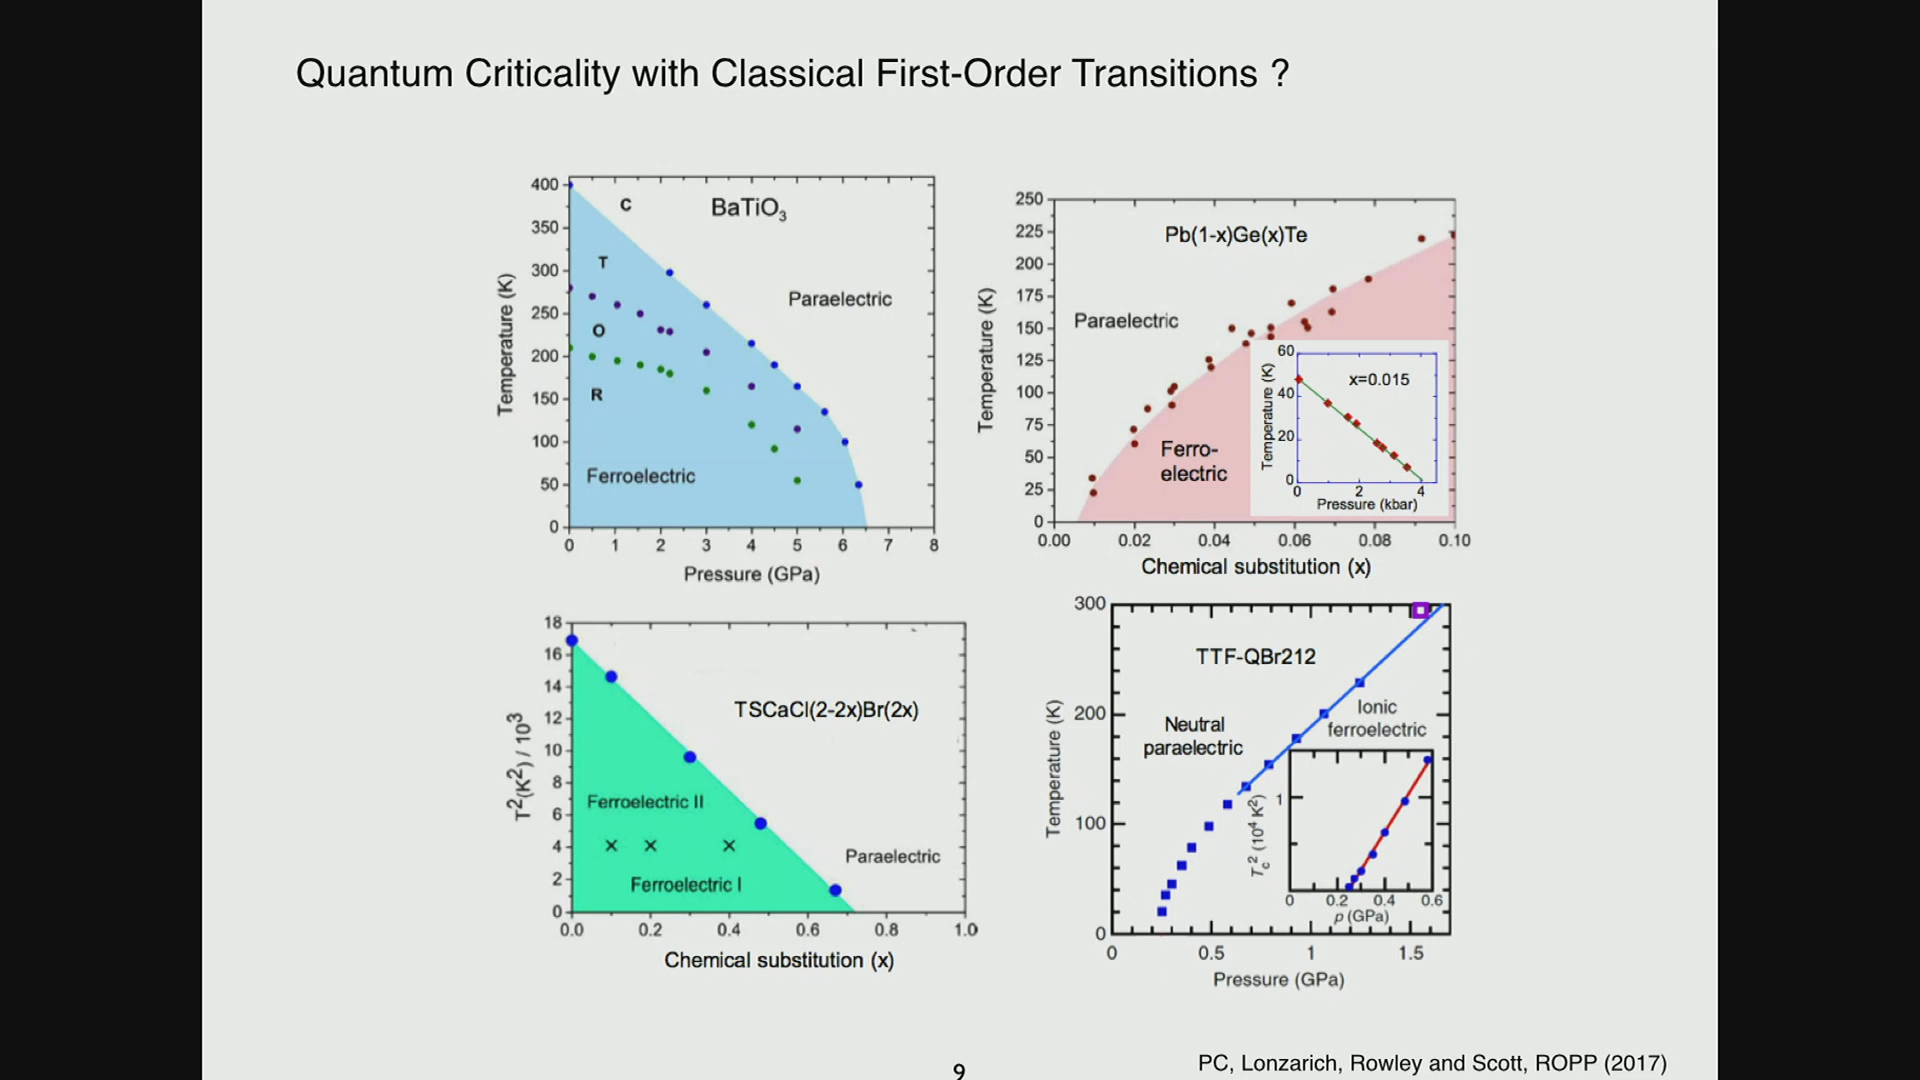 Quantum Criticality with Classical First-Order Transitions ?
400
350
300
250
200
150
100
50
0
0 1 2 3 4 5 6 7 8
Temperature (K)
Pressure (GPa)
BaTiO3
C
T
O
R
Paraelectric
Ferroelectric
250
225
200
175
150
125
100
75
50
25
0
0.00 0.02 0.04 0.06 0.08 0.10
Temperature (K)
Chemical substitution (x)
Pb(1-x)Ge(x)Te
Paraelectric
Ferro-
electric
60
40
20
0
0 2 4
Temperature (K)
Pressure (kbar)
x=0.015
18
16
14
12
10
8
6
4
2
0
0.0 0.2 0.4 0.6 0.8 1.0
T2(K2) / 103
Chemical substitution (x)
TSCaCl(2-2x)Br(2x)
Ferroelectric II
Ferroelectric I
Paraelectric
300
200
100
0
0 0.5 1 1.5
Temperature (K)
Pressure (GPa)
TTF-QBr212
Neutral
paraelectric
Ionic
ferroelectric
1
0 0.2 0.4 0.6
Tc2 (104 K2)
p (GPa)
9
PC, Lonzarich, Rowley and Scott, ROPP (2017)